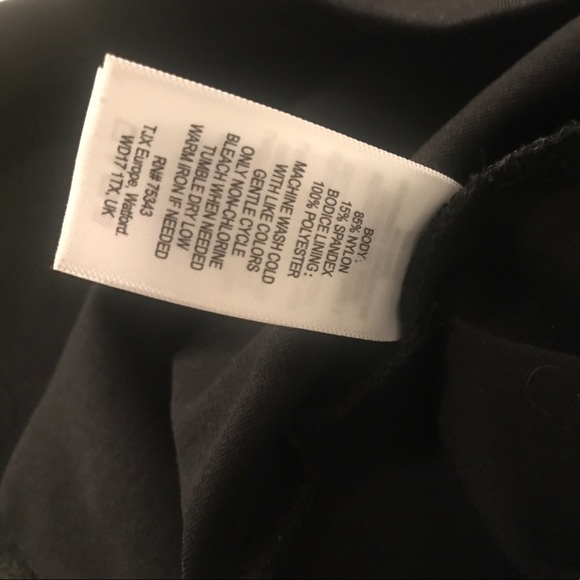 BODY:
85% NYLON
15% SPANDEX
BODICE LINING:
100% POLYESTER
MACHINE WASH COLD
WITH LIKE COLORS
GENTLE CYCLE
ONLY NON-CHLORINE
BLEACH WHEN NEEDED
TUMBLE DRY LOW
WARM IRON IF NEEDED
RN# 75343
TJX Europe, Watford.
WD17 1TX, UK